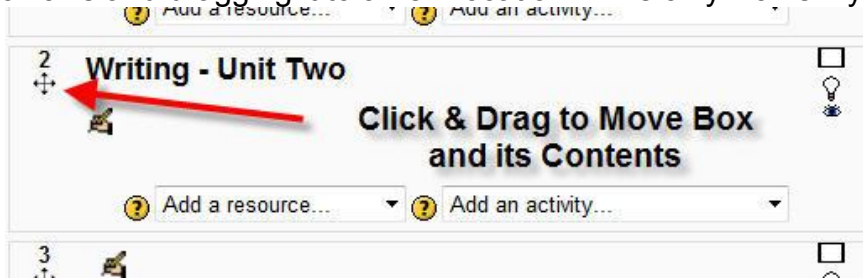 Add a resource... Add an activity...
2 Writing - Unit Two
Click & Drag to Move Box
and its Contents
Add a resource... Add an activity...
3